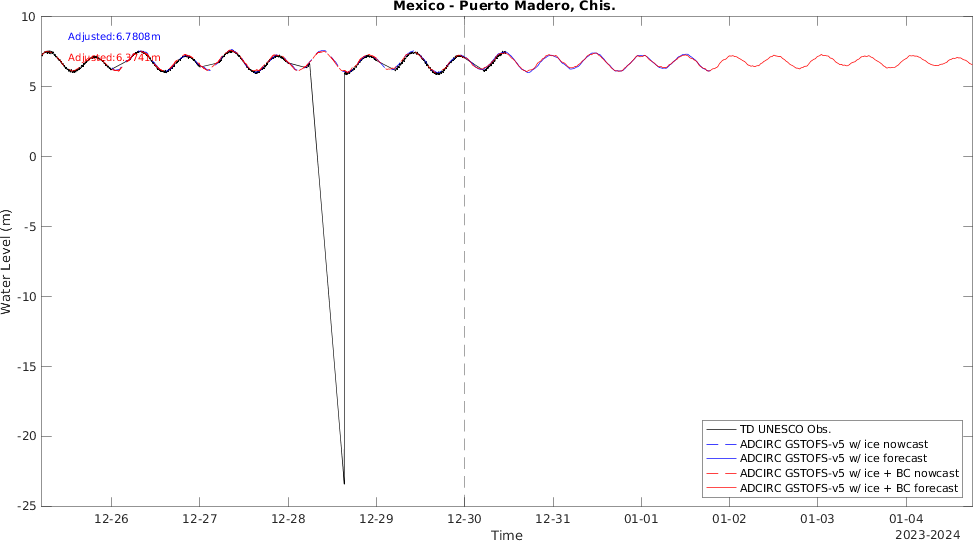 Mexico - Puerto Madero, Chis.
10
5
0
-5
-10
-15
-20
-25
Water Level (m)
Adjusted:6.7808m
Adjusted:6.3741m
TD UNESCO Obs.
ADCIRC GSTOFS-v5 w/ ice nowcast
ADCIRC GSTOFS-v5 w/ ice forecast
ADCIRC GSTOFS-v5 w/ ice + BC nowcast
ADCIRC GSTOFS-v5 w/ ice + BC forecast
12-26 12-27 12-28 12-29 12-30 12-31 01-01 01-02 01-03 01-04
Time
2023-2024